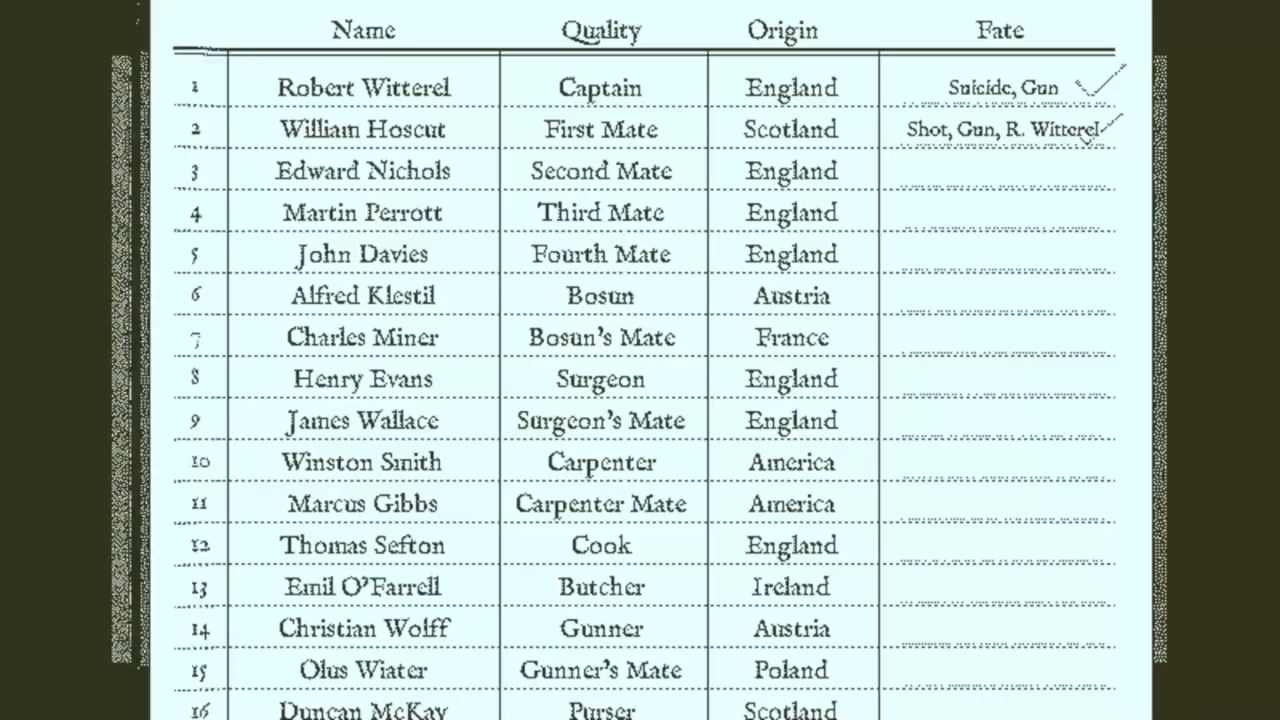 Name Quality Origin Fate
1 Robert Witterel Captain England Suicide, Gun
2 William Hoscut First Mate Scotland Shot, Gun, R. Witterel
3 Edward Nichols Second Mate England
4 Martin Perrott Third Mate England
5 John Davies Fourth Mate England
6 Alfred Klestil Bosun Austria
7 Charles Miner Bosun's Mate France
8 Henry Evans Surgeon England
9 James Wallace Surgeon's Mate England
10 Winston Smith Carpenter America
11 Marcus Gibbs Carpenter Mate America
12 Thomas Sefton Cook England
13 Emil O'Farrell Butcher Ireland
14 Christian Wolff Gunner Austria
15 Olus Wiater Gunner's Mate Poland
16 Duncan McKay Purser Scotland